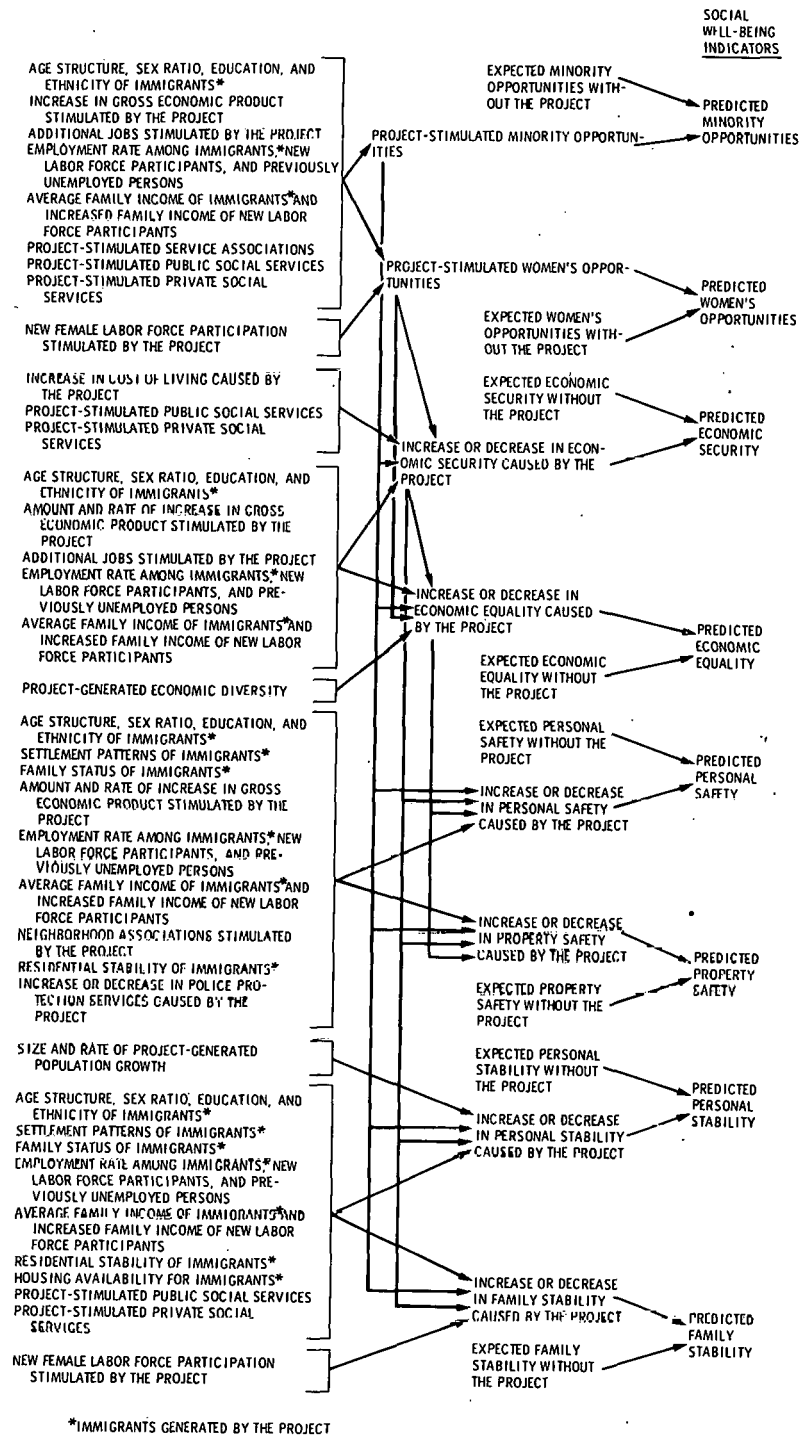 SOCIAL
WELL-BEING
INDICATORS
AGE STRUCTURE, SEX RATIO, EDUCATION, AND
ETHNICITY OF IMMIGRANTS*
INCREASE IN GROSS ECONOMIC PRODUCT
STIMULATED BY THE PROJECT
ADDITIONAL JOBS STIMULATED BY THE PROJECT
EMPLOYMENT RATE AMONG IMMIGRANTS,* NEW
LABOR FORCE PARTICIPANTS, AND PREVIOUSLY
UNEMPLOYED PERSONS
AVERAGE FAMILY INCOME OF IMMIGRANTS* AND
INCREASED FAMILY INCOME OF NEW LABOR
FORCE PARTICIPANTS
PROJECT-STIMULATED SERVICE ASSOCIATIONS
PROJECT-STIMULATED PUBLIC SOCIAL SERVICES
PROJECT-STIMULATED PRIVATE SOCIAL
SERVICES
NEW FEMALE LABOR FORCE PARTICIPATION
STIMULATED BY THE PROJECT
INCREASE IN COST OF LIVING CAUSED BY
THE PROJECT
PROJECT-STIMULATED PUBLIC SOCIAL SERVICES
PROJECT-STIMULATED PRIVATE SOCIAL
SERVICES
AGE STRUCTURE, SEX RATIO, EDUCATION, AND
ETHNICITY OF IMMIGRANTS*
AMOUNT AND RATE OF INCREASE IN GROSS
ECONOMIC PRODUCT STIMULATED BY THE
PROJECT
ADDITIONAL JOBS STIMULATED BY THE PROJECT
EMPLOYMENT RATE AMONG IMMIGRANTS,* NEW
LABOR FORCE PARTICIPANTS, AND PRE-
VIOUSLY UNEMPLOYED PERSONS
AVERAGE FAMILY INCOME OF IMMIGRANTS* AND
INCREASED FAMILY INCOME OF NEW LABOR
FORCE PARTICIPANTS
PROJECT-GENERATED ECONOMIC DIVERSITY
AGE STRUCTURE, SEX RATIO, EDUCATION, AND
ETHNICITY OF IMMIGRANTS*
SETTLEMENT PATTERNS OF IMMIGRANTS*
FAMILY STATUS OF IMMIGRANTS*
AMOUNT AND RATE OF INCREASE IN GROSS
ECONOMIC PRODUCT STIMULATED BY THE
PROJECT
EMPLOYMENT RATE AMONG IMMIGRANTS,* NEW
LABOR FORCE PARTICIPANTS, AND PRE-
VIOUSLY UNEMPLOYED PERSONS
AVERAGE FAMILY INCOME OF IMMIGRANTS* AND
INCREASED FAMILY INCOME OF NEW LABOR
FORCE PARTICIPANTS
NEIGHBORHOOD ASSOCIATIONS STIMULATED
BY THE PROJECT
RESIDENTIAL STABILITY OF IMMIGRANTS*
INCREASE OR DECREASE IN POLICE PRO-
TECTION SERVICES CAUSED BY THE
PROJECT
SIZE AND RATE OF PROJECT-GENERATED
POPULATION GROWTH
AGE STRUCTURE, SEX RATIO, EDUCATION, AND
ETHNICITY OF IMMIGRANTS*
SETTLEMENT PATTERNS OF IMMIGRANTS*
FAMILY STATUS OF IMMIGRANTS*
EMPLOYMENT RATE AMONG IMMIGRANTS,* NEW
LABOR FORCE PARTICIPANTS, AND PRE-
VIOUSLY UNEMPLOYED PERSONS
AVERAGE FAMILY INCOME OF IMMIGRANTS* AND
INCREASED FAMILY INCOME OF NEW LABOR
FORCE PARTICIPANTS
RESIDENTIAL STABILITY OF IMMIGRANTS*
HOUSING AVAILABILITY FOR IMMIGRANTS*
PROJECT-STIMULATED PUBLIC SOCIAL SERVICES
PROJECT-STIMULATED PRIVATE SOCIAL
SERVICES
NEW FEMALE LABOR FORCE PARTICIPATION
STIMULATED BY THE PROJECT
EXPECTED MINORITY
OPPORTUNITIES WITH-
OUT THE PROJECT
PROJECT-STIMULATED MINORITY OPPORTUN-
ITIES
PROJECT-STIMULATED WOMEN'S OPPOR-
TUNITIES
EXPECTED WOMEN'S
OPPORTUNITIES WITH-
OUT THE PROJECT
EXPECTED ECONOMIC
SECURITY WITHOUT
THE PROJECT
INCREASE OR DECREASE IN ECON-
OMIC SECURITY CAUSED BY THE
PROJECT
INCREASE OR DECREASE IN
ECONOMIC EQUALITY CAUSED
BY THE PROJECT
EXPECTED ECONOMIC
EQUALITY WITHOUT
THE PROJECT
EXPECTED PERSONAL
SAFETY WITHOUT THE
PROJECT
INCREASE OR DECREASE
IN PERSONAL SAFETY
CAUSED BY THE PROJECT
INCREASE OR DECREASE
IN PROPERTY SAFETY
CAUSED BY THE PROJECT
EXPECTED PROPERTY
SAFETY WITHOUT THE
PROJECT
EXPECTED PERSONAL
STABILITY WITHOUT
THE PROJECT
INCREASE OR DECREASE
IN PERSONAL STABILITY
CAUSED BY THE PROJECT
INCREASE OR DECREASE
IN FAMILY STABILITY
CAUSED BY THE PROJECT
EXPECTED FAMILY
STABILITY WITHOUT
THE PROJECT
PREDICTED
MINORITY
OPPORTUNITIES
PREDICTED
WOMEN'S
OPPORTUNITIES
PREDICTED
ECONOMIC
SECURITY
PREDICTED
ECONOMIC
EQUALITY
PREDICTED
PERSONAL
SAFETY
PREDICTED
PROPERTY
SAFETY
PREDICTED
PERSONAL
STABILITY
PREDICTED
FAMILY
STABILITY
*IMMIGRANTS GENERATED BY THE PROJECT